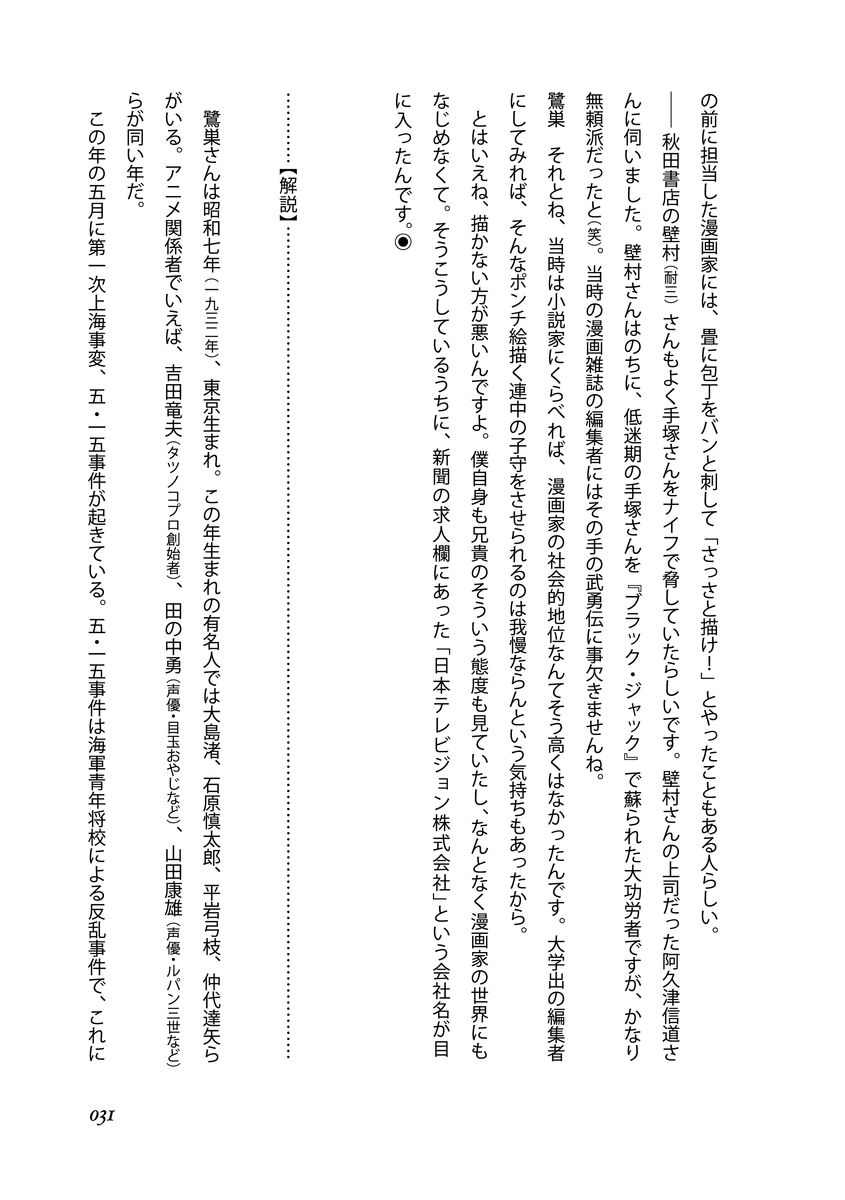 の前に担当した漫画家には、畳に包丁をバンと刺して「さっさと描け！」とやったこともある人らしい。
――秋田書店の壁村（耐三）さんもよく手塚さんをナイフで脅していたらしいです。壁村さんの上司だった阿久津信道さ
んに伺いました。壁村さんはのちに、低迷期の手塚さんを『ブラック・ジャック』で蘇られた大功労者ですが、かなり
無頼派だったと（笑）。当時の漫画雑誌の編集者にはその手の武勇伝に事欠きませんね。
鷺巣　それとね、当時は小説家にくらべれば、漫画家の社会的地位なんてそう高くはなかったんです。大学出の編集者
にしてみれば、そんなポンチ絵描く連中の子守をさせられるのは我慢ならんという気持ちもあったから。
とはいえね、描かない方が悪いんですよ。僕自身も兄貴のそういう態度も見ていたし、なんとなく漫画家の世界にも
なじめなくて。そうこうしているうちに、新聞の求人欄にあった「日本テレビジョン株式会社」という会社名が目
に入ったんです。◉
…………【解説】……………………………………………………………………………………
鷺巣さんは昭和七年（一九三二年）、東京生まれ。この年生まれの有名人では大島渚、石原慎太郎、平岩弓枝、仲代達矢ら
がいる。アニメ関係者でいえば、吉田竜夫（タツノコプロ創始者）、田の中勇（声優・目玉おやじなど）、山田康雄（声優・ルパン三世など）
らが同い年だ。
この年の五月に第一次上海事変、五・一五事件が起きている。五・一五事件は海軍青年将校による反乱事件で、これに
031